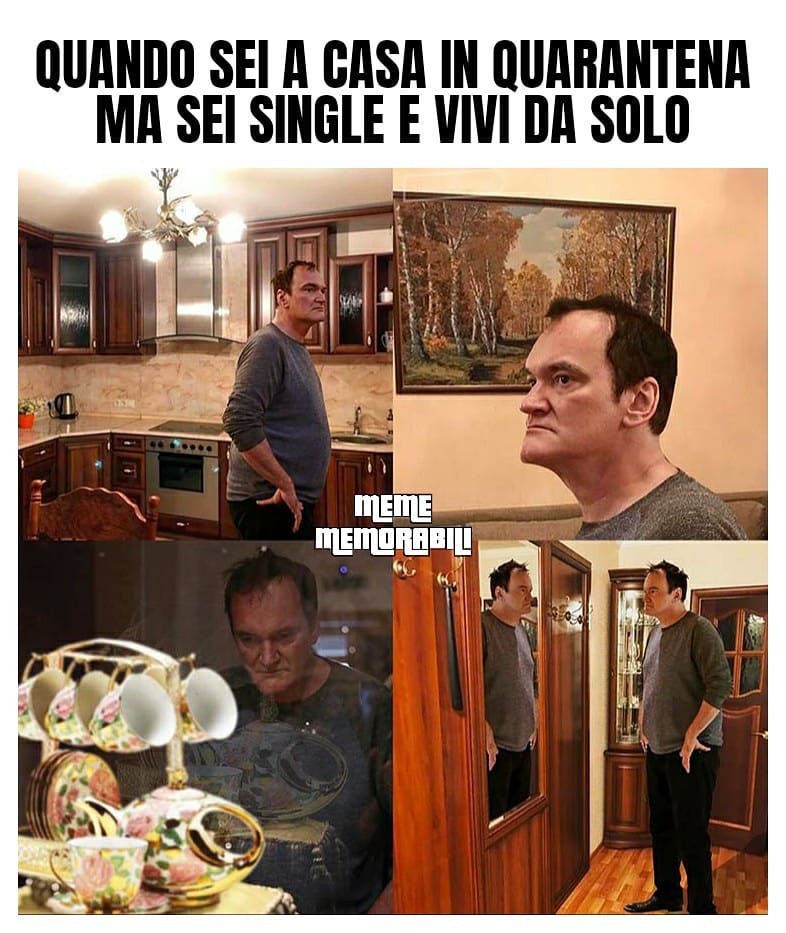 QUANDO SEI A CASA IN QUARANTENA
MA SEI SINGLE E VIVI DA SOLO
MEME
MEMORABILI